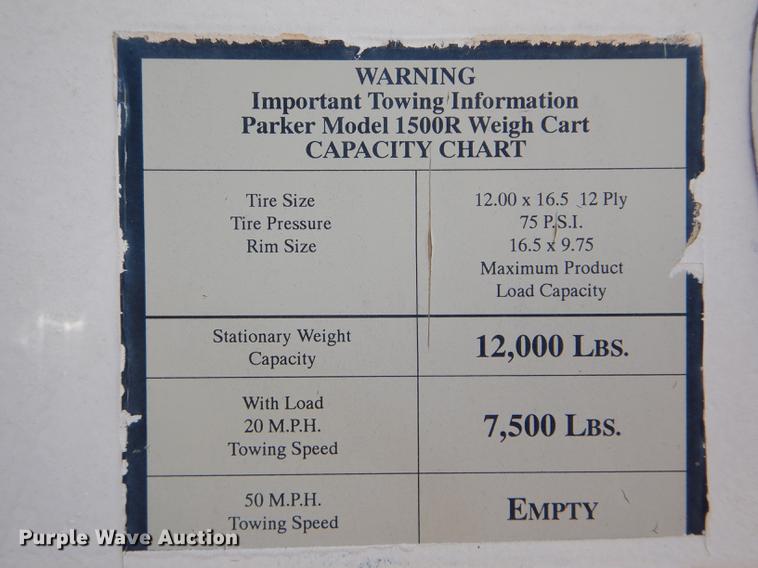 WARNING
Important Towing Information
Parker Model 1500R Weigh Cart
CAPACITY CHART
Tire Size
Tire Pressure
Rim Size
12.00 x 16.5 12 Ply
75 P.S.I.
16.5 x 9.75
Maximum Product
Load Capacity
Stationary Weight
Capacity
12,000 LBS.
With Load
20 M.P.H.
Towing Speed
7,500 LBS.
50 M.P.H.
Towing Speed
EMPTY
Purple Wave Auction